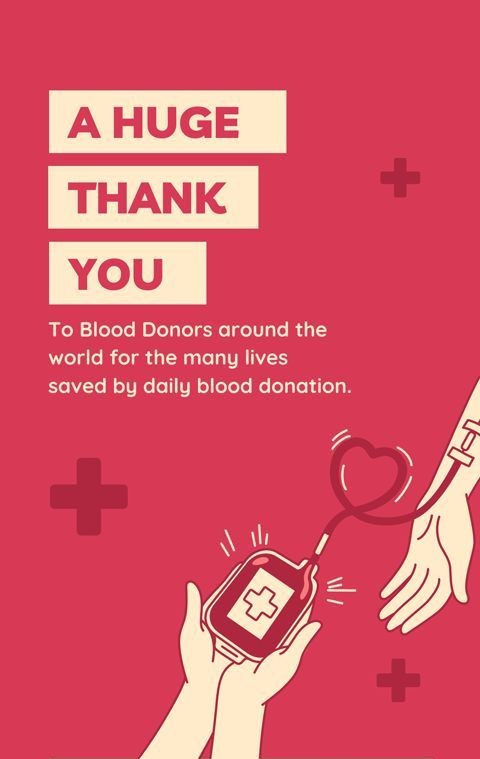 A HUGE
THANK
YOU
To Blood Donors around the
world for the many lives
saved by daily blood donation.